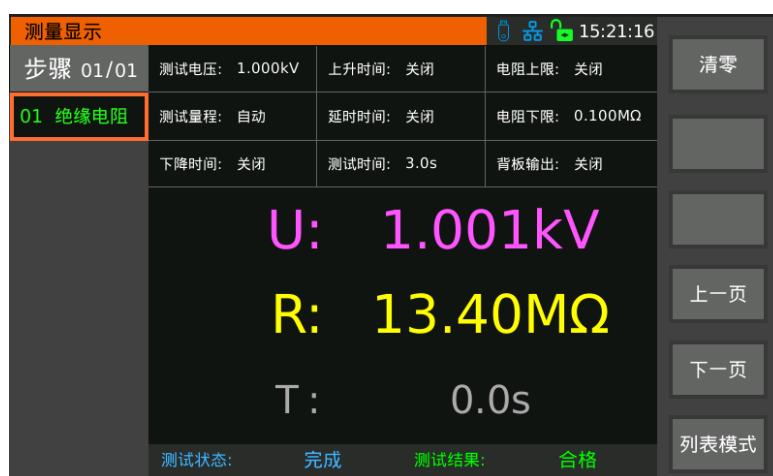 测量显示 15:21:16
步骤 01/01
01 绝缘电阻
测试电压: 1.000kV 上升时间: 关闭 电阻上限: 关闭
测试量程: 自动 延时时间: 关闭 电阻下限: 0.100MΩ
下降时间: 关闭 测试时间: 3.0s 背板输出: 关闭
U: 1.001kV
R: 13.40MΩ
T: 0.0s
测试状态: 完成 测试结果: 合格
清零
上一页
下一页
列表模式